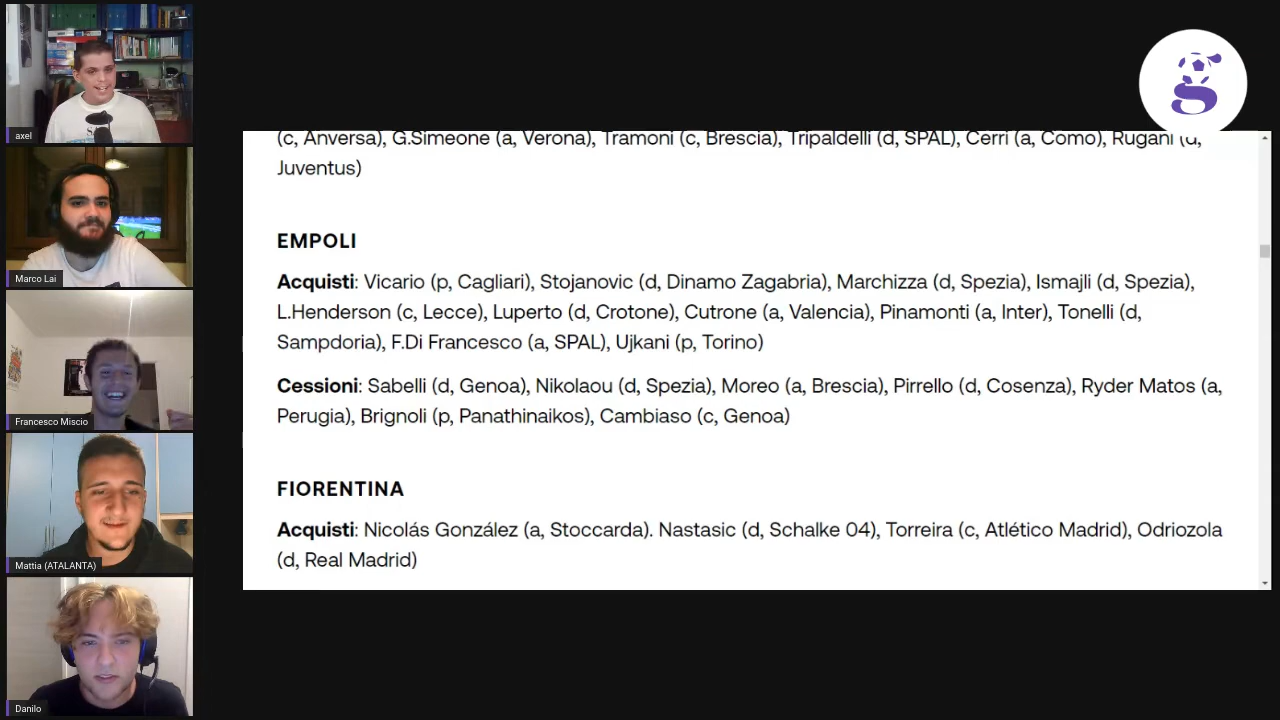 axel
Marco Lai
Francesco Miscio
Mattia (ATALANTA)
Danilo
(c, Anversa), G.Simeone (a, Verona), Tramoni (c, Brescia), Tripaldelli (d, SPAL), Cerri (a, Como), Rugani (d,
Juventus)
EMPOLI
Acquisti: Vicario (p, Cagliari), Stojanovic (d, Dinamo Zagabria), Marchizza (d, Spezia), Ismajli (d, Spezia),
L.Henderson (c, Lecce), Luperto (d, Crotone), Cutrone (a, Valencia), Pinamonti (a, Inter), Tonelli (d,
Sampdoria), F.Di Francesco (a, SPAL), Ujkani (p, Torino)
Cessioni: Sabelli (d, Genoa), Nikolaou (d, Spezia), Moreo (a, Brescia), Pirrello (d, Cosenza), Ryder Matos (a,
Perugia), Brignoli (p, Panathinaikos), Cambiaso (c, Genoa)
FIORENTINA
Acquisti: Nicolás González (a, Stoccarda). Nastasic (d, Schalke 04), Torreira (c, Atlético Madrid), Odriozola
(d, Real Madrid)